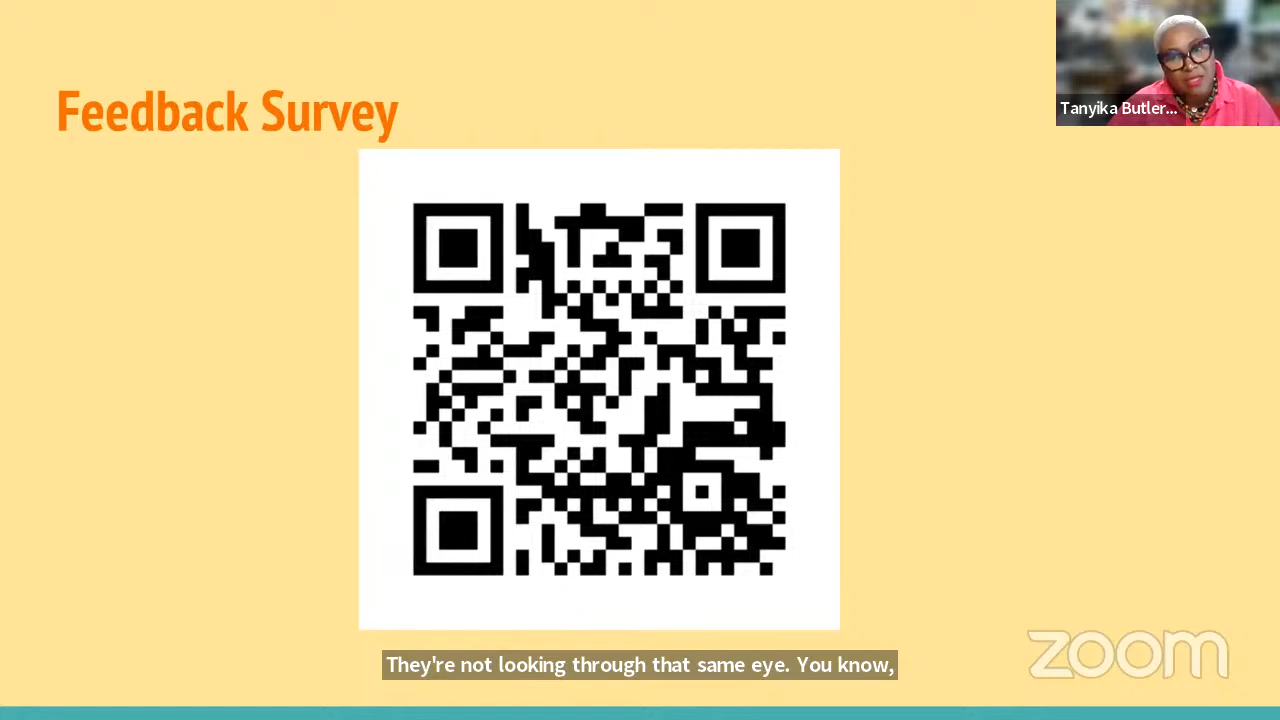 Feedback Survey
Tanyika Butler...
They're not looking through that same eye. You know,
zoom